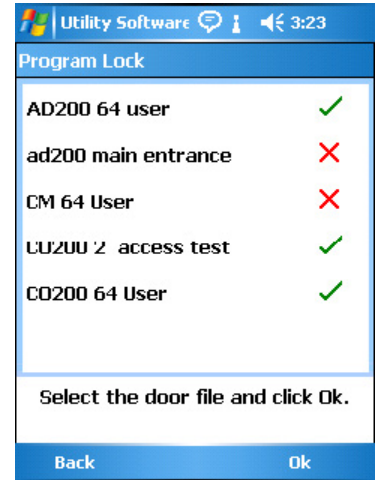 Utility Software 3:23
Program Lock
AD200 64 user
ad200 main entrance
CM 64 User
CO200 2 access test
CO200 64 User
Select the door file and click Ok.
Back Ok